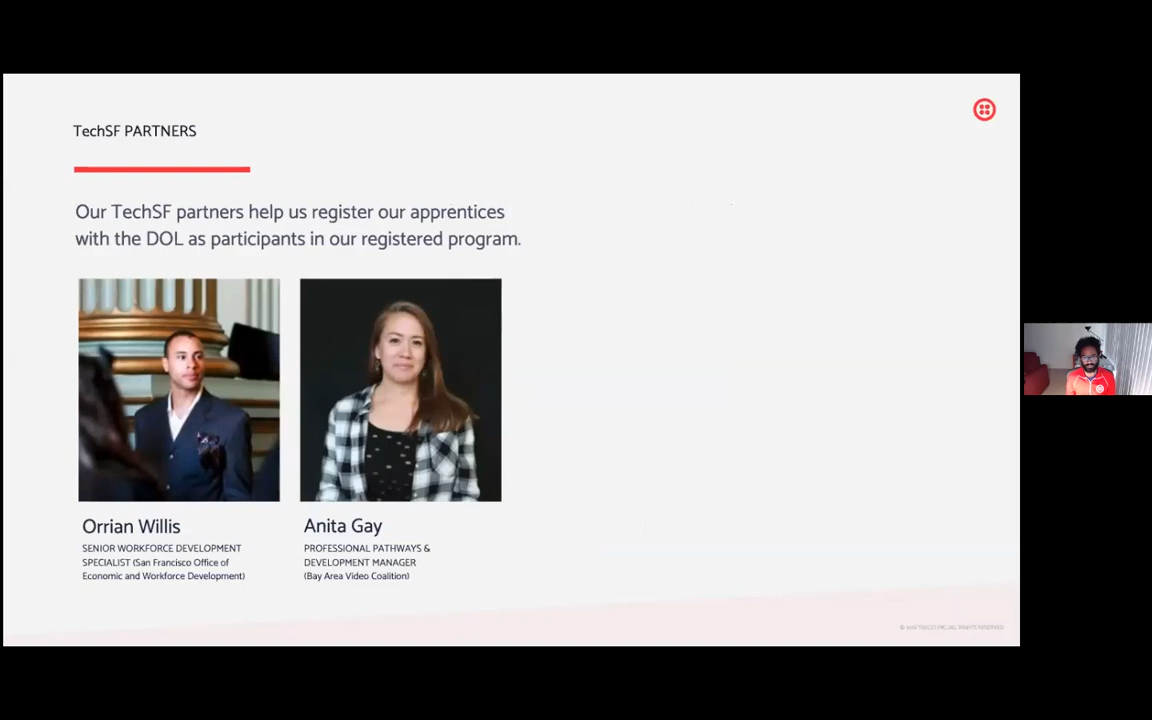 TechSF PARTNERS
Our TechSF partners help us register our apprentices
with the DOL as participants in our registered program.
Orrian Willis
SENIOR WORKFORCE DEVELOPMENT
SPECIALIST (San Francisco Office of
Economic and Workforce Development)
Anita Gay
PROFESSIONAL PATHWAYS &
DEVELOPMENT MANAGER
(Bay Area Video Coalition)